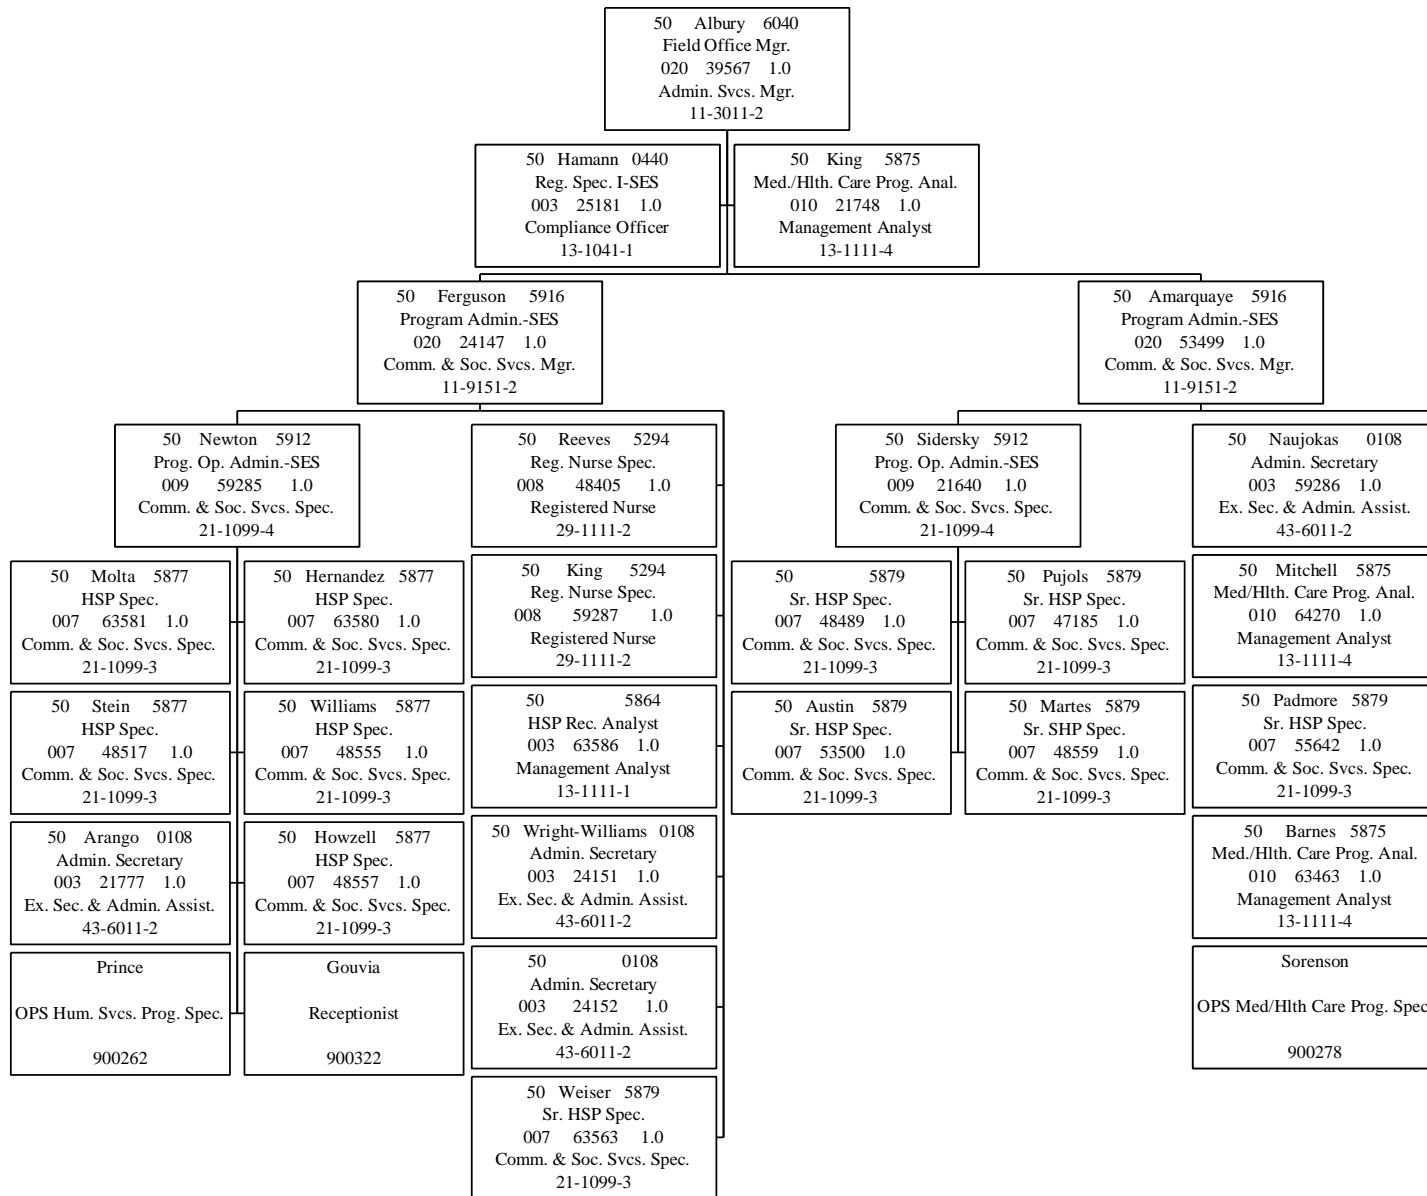 50 Albury 6040
Field Office Mgr.
020 39567 1.0
Admin. Svcs. Mgr.
11-3011-2
50 Hamann 0440
Reg. Spec. I-SES
003 25181 1.0
Compliance Officer
13-1041-1
50 King 5875
Med./Hlth. Care Prog. Anal.
010 21748 1.0
Management Analyst
13-1111-4
50 Ferguson 5916
Program Admin.-SES
020 24147 1.0
Comm. & Soc. Svcs. Mgr.
11-9151-2
50 Amarquaye 5916
Program Admin.-SES
020 53499 1.0
Comm. & Soc. Svcs. Mgr.
11-9151-2
50 Newton 5912
Prog. Op. Admin.-SES
009 59285 1.0
Comm. & Soc. Svcs. Spec.
21-1099-4
50 Molta 5877
HSP Spec.
007 63581 1.0
Comm. & Soc. Svcs. Spec.
21-1099-3
50 Hernandez 5877
HSP Spec.
007 63580 1.0
Comm. & Soc. Svcs. Spec.
21-1099-3
50 Stein 5877
HSP Spec.
007 48517 1.0
Comm. & Soc. Svcs. Spec.
21-1099-3
50 Williams 5877
HSP Spec.
007 48555 1.0
Comm. & Soc. Svcs. Spec.
21-1099-3
50 Arango 0108
Admin. Secretary
003 21777 1.0
Ex. Sec. & Admin. Assist.
43-6011-2
50 Howzell 5877
HSP Spec.
007 48557 1.0
Comm. & Soc. Svcs. Spec.
21-1099-3
Prince
OPS Hum. Svcs. Prog. Spec.
900262
Gouvia
Receptionist
900322
50 Reeves 5294
Reg. Nurse Spec.
008 48405 1.0
Registered Nurse
29-1111-2
50 King 5294
Reg. Nurse Spec.
008 59287 1.0
Registered Nurse
29-1111-2
50 5864
HSP Rec. Analyst
003 63586 1.0
Management Analyst
13-1111-1
50 Wright-Williams 0108
Admin. Secretary
003 24151 1.0
Ex. Sec. & Admin. Assist.
43-6011-2
50 0108
Admin. Secretary
003 24152 1.0
Ex. Sec. & Admin. Assist.
43-6011-2
50 Weiser 5879
Sr. HSP Spec.
007 63563 1.0
Comm. & Soc. Svcs. Spec.
21-1099-3
50 Sidersky 5912
Prog. Op. Admin.-SES
009 21640 1.0
Comm. & Soc. Svcs. Spec.
21-1099-4
50 5879
Sr. HSP Spec.
007 48489 1.0
Comm. & Soc. Svcs. Spec.
21-1099-3
50 Pujols 5879
Sr. HSP Spec.
007 47185 1.0
Comm. & Soc. Svcs. Spec.
21-1099-3
50 Austin 5879
Sr. HSP Spec.
007 53500 1.0
Comm. & Soc. Svcs. Spec.
21-1099-3
50 Martes 5879
Sr. SHP Spec.
007 48559 1.0
Comm. & Soc. Svcs. Spec.
21-1099-3
50 Naujokas 0108
Admin. Secretary
003 59286 1.0
Ex. Sec. & Admin. Assist.
43-6011-2
50 Mitchell 5875
Med/Hlth. Care Prog. Anal.
010 64270 1.0
Management Analyst
13-1111-4
50 Padmore 5879
Sr. HSP Spec.
007 55642 1.0
Comm. & Soc. Svcs. Spec.
21-1099-3
50 Barnes 5875
Med./Hlth. Care Prog. Anal.
010 63463 1.0
Management Analyst
13-1111-4
Sorenson
OPS Med/Hlth Care Prog. Spec
900278